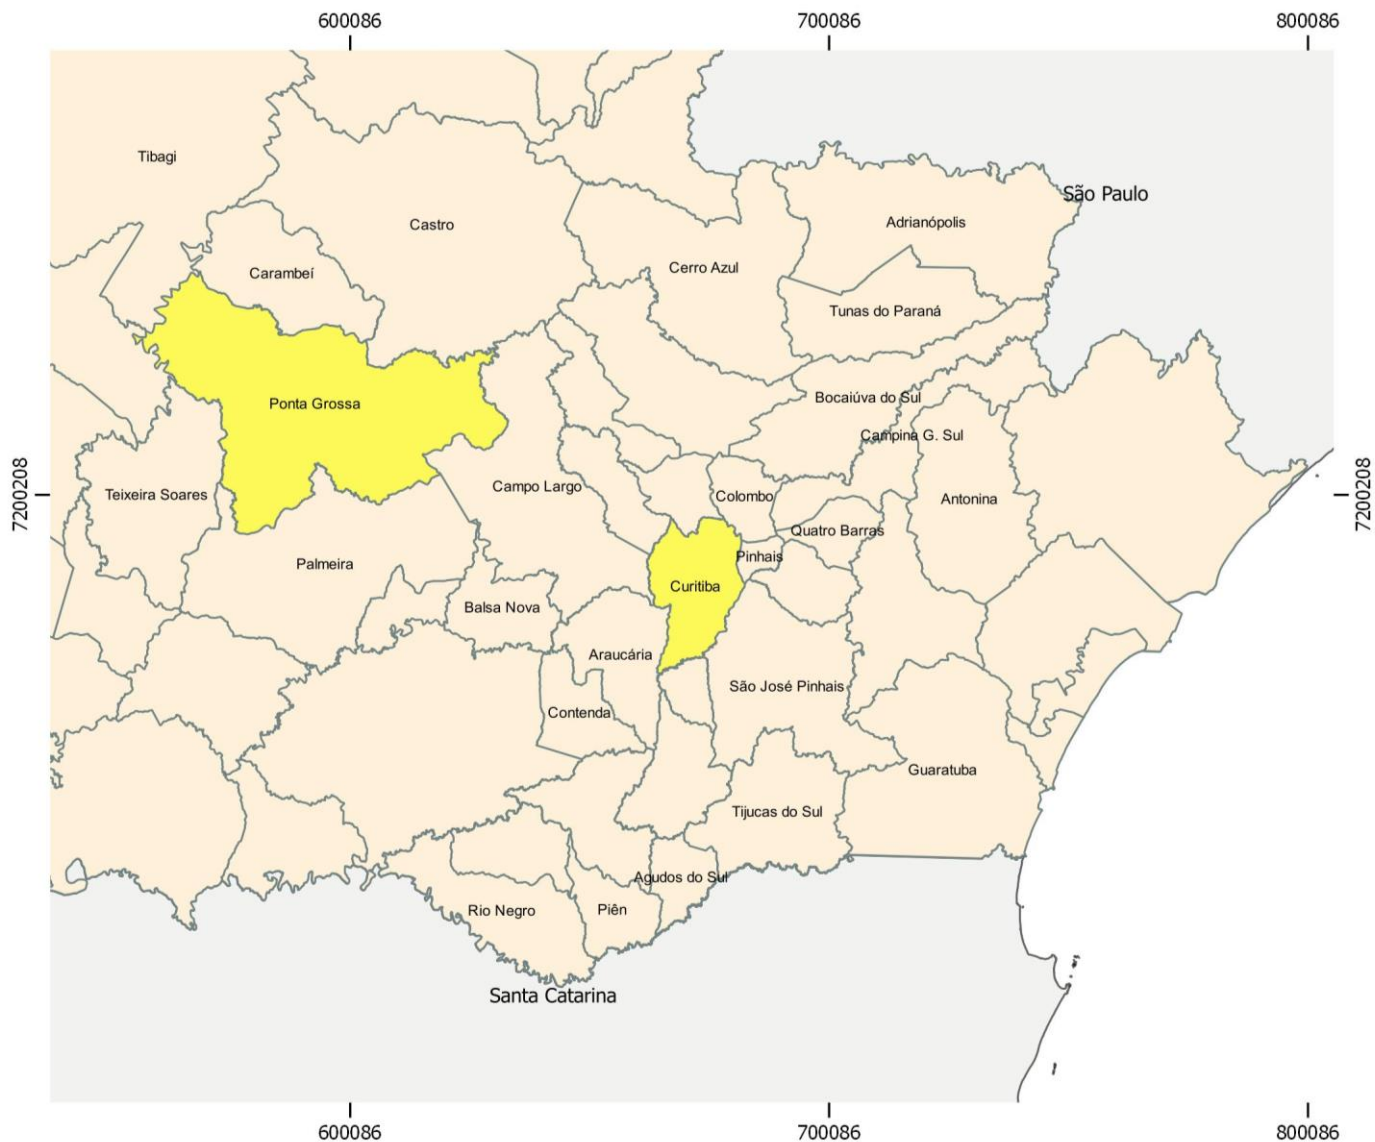 600086
700086
800086
Tibagi
São Paulo
Castro
Adrianópolis
Carambeí
Cerro Azul
Tunas do Paraná
Bocaiúva do Sul
Ponta Grossa
Campina G. Sul
7200208
Teixeira Soares
Campo Largo
Colombo
Antonina
7200208
Quatro Barras
Palmeira
Pinhais
Curitiba
Balsa Nova
Araucária
São José Pinhais
Contenda
Guaratuba
Tijucas do Sul
Agudos do Sul
Rio Negro
Piên
Santa Catarina
600086
700086
800086